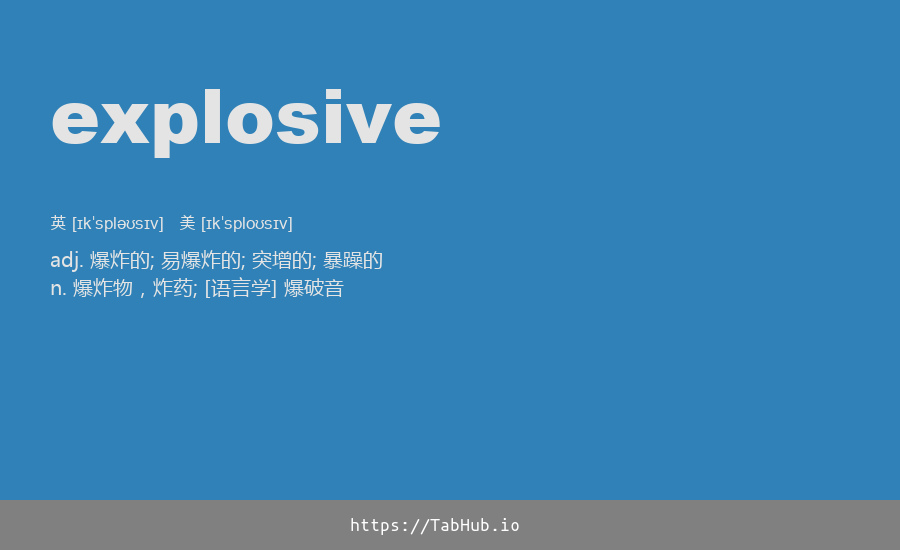 explosive
英 [ɪkˈspləʊsɪv] 美 [ɪkˈsploʊsɪv]
adj. 爆炸的; 易爆炸的; 突增的; 暴躁的
n. 爆炸物，炸药; [语言学] 爆破音
https://TabHub.io